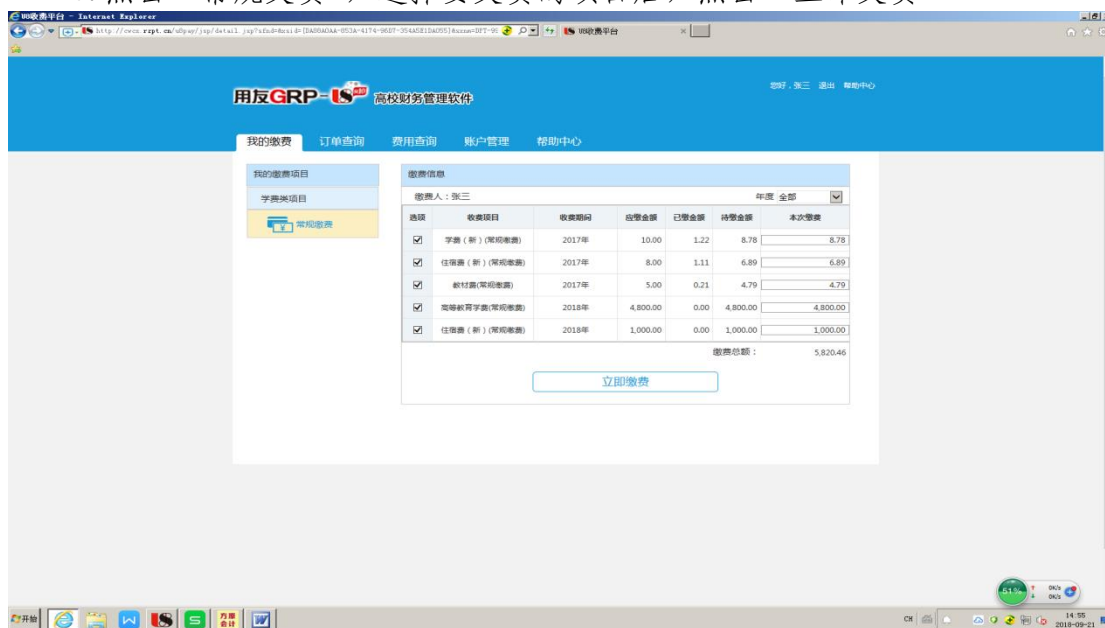 U8收费平台 - Internet Explorer
U8收费平台
您好，张三 退出 帮助中心
用友GRP-U8 高校财务管理软件
我的缴费 订单查询 费用查询 账户管理 帮助中心
我的缴费项目
学费类项目
常规缴费
缴费信息
缴费人：张三 年度 全部
选项 收费项目 收费期间 应缴金额 已缴金额 待缴金额 本次缴费
学费（新）(常规缴费) 2017年 10.00 1.22 8.78 8.78
住宿费（新）(常规缴费) 2017年 8.00 1.11 6.89 6.89
教材费(常规缴费) 2017年 5.00 0.21 4.79 4.79
高等教育学费(常规缴费) 2018年 4,800.00 0.00 4,800.00 4,800.00
住宿费（新）(常规缴费) 2018年 1,000.00 0.00 1,000.00 1,000.00
缴费总额： 5,820.46
立即缴费
51% 0K/s
0K/s
开始 CH 14:55
2018-09-21